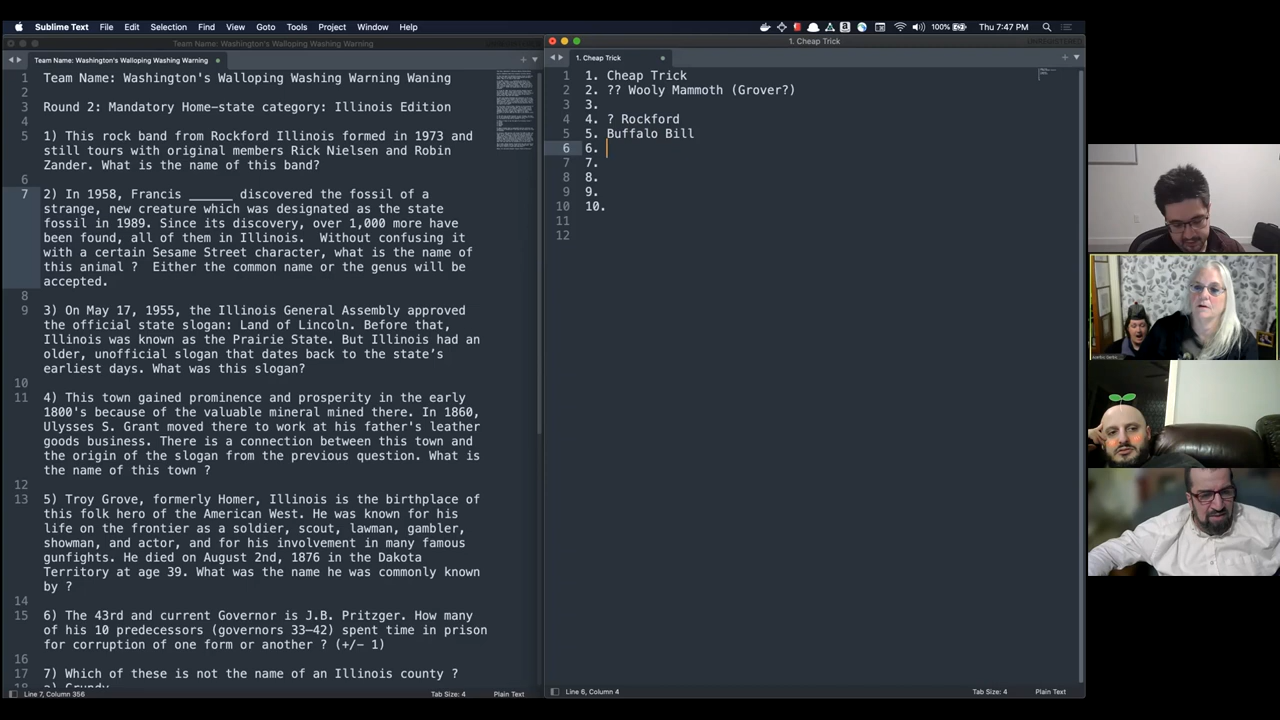 Sublime Text File Edit Selection Find View Goto Tools Project Window Help 100% Thu 7:47 PM
Team Name: Washington's Walloping Washing Warning
Team Name: Washington's Walloping Washing Warning
1 Team Name: Washington's Walloping Washing Warning Waning
2
3 Round 2: Mandatory Home-state category: Illinois Edition
4
5 1) This rock band from Rockford Illinois formed in 1973 and
still tours with original members Rick Nielsen and Robin
Zander. What is the name of this band?
6
7 2) In 1958, Francis ______ discovered the fossil of a
strange, new creature which was designated as the state
fossil in 1989. Since its discovery, over 1,000 more have
been found, all of them in Illinois. Without confusing it
with a certain Sesame Street character, what is the name of
this animal ? Either the common name or the genus will be
accepted.
8
9 3) On May 17, 1955, the Illinois General Assembly approved
the official state slogan: Land of Lincoln. Before that,
Illinois was known as the Prairie State. But Illinois had an
older, unofficial slogan that dates back to the state's
earliest days. What was this slogan?
10
11 4) This town gained prominence and prosperity in the early
1800's because of the valuable mineral mined there. In 1860,
Ulysses S. Grant moved there to work at his father's leather
goods business. There is a connection between this town and
the origin of the slogan from the previous question. What is
the name of this town ?
12
13 5) Troy Grove, formerly Homer, Illinois is the birthplace of
this folk hero of the American West. He was known for his
life on the frontier as a soldier, scout, lawman, gambler,
showman, and actor, and for his involvement in many famous
gunfights. He died on August 2nd, 1876 in the Dakota
Territory at age 39. What was the name he was commonly known
by ?
14
15 6) The 43rd and current Governor is J.B. Pritzger. How many
of his 10 predecessors (governors 33–42) spent time in prison
for corruption of one form or another ? (+/- 1)
16
17 7) Which of these is not the name of an Illinois county ?
a) Grundy
Line 7, Column 356 Tab Size: 4 Plain Text
1. Cheap Trick UNREGISTERED
1. Cheap Trick
1 1. Cheap Trick
2 2. ?? Wooly Mammoth (Grover?)
3 3.
4 4. ? Rockford
5 5. Buffalo Bill
6 6.
7 7.
8 8.
9 9.
10 10.
11
12
Line 6, Column 4 Tab Size: 4 Plain Text